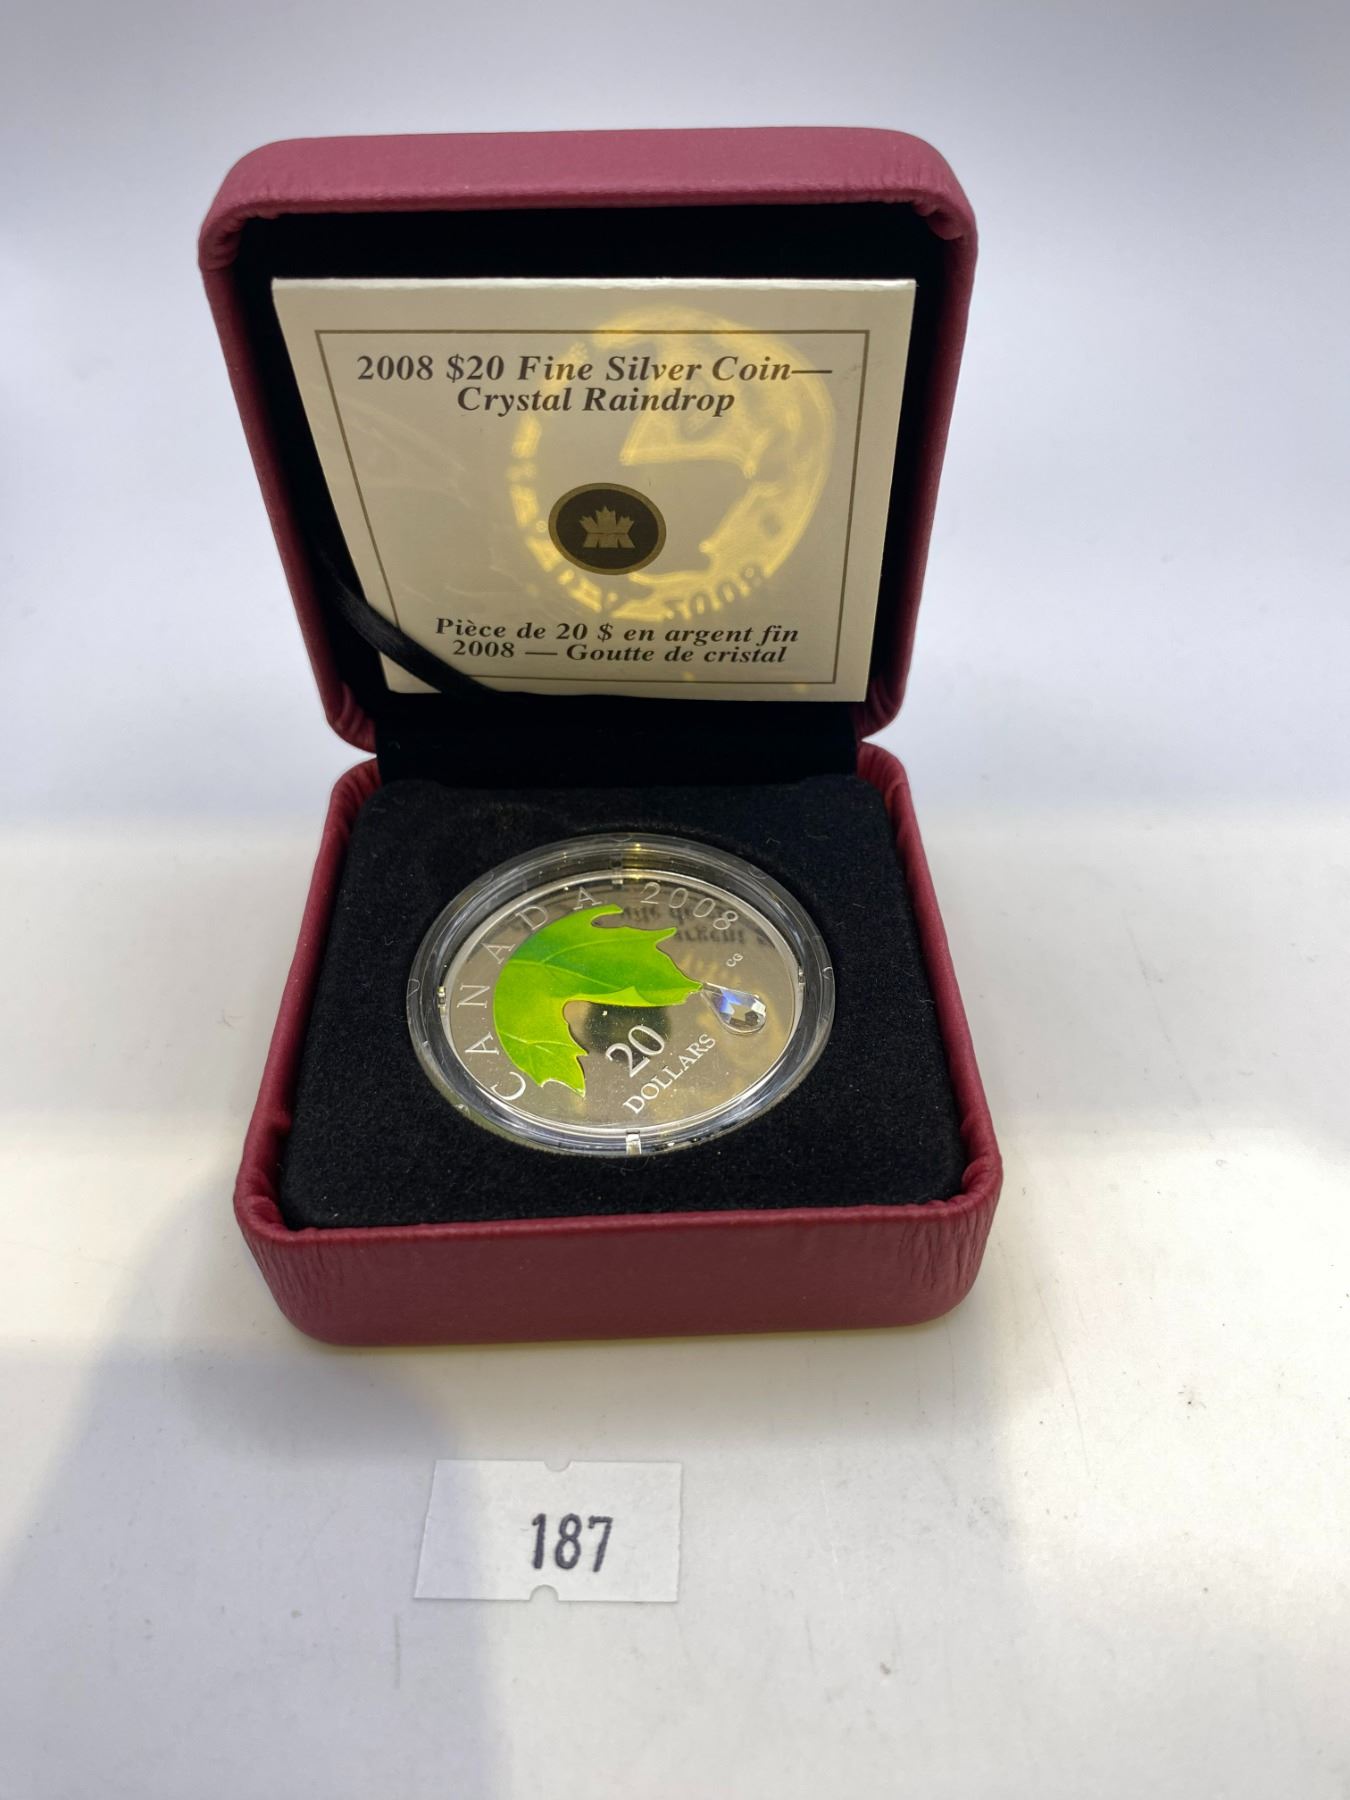 2008 $20 Fine Silver Coin—
Crystal Raindrop
Pièce de 20 $ en argent fin
2008 — Goutte de cristal
CANADA 2008
CG
20
DOLLARS
187